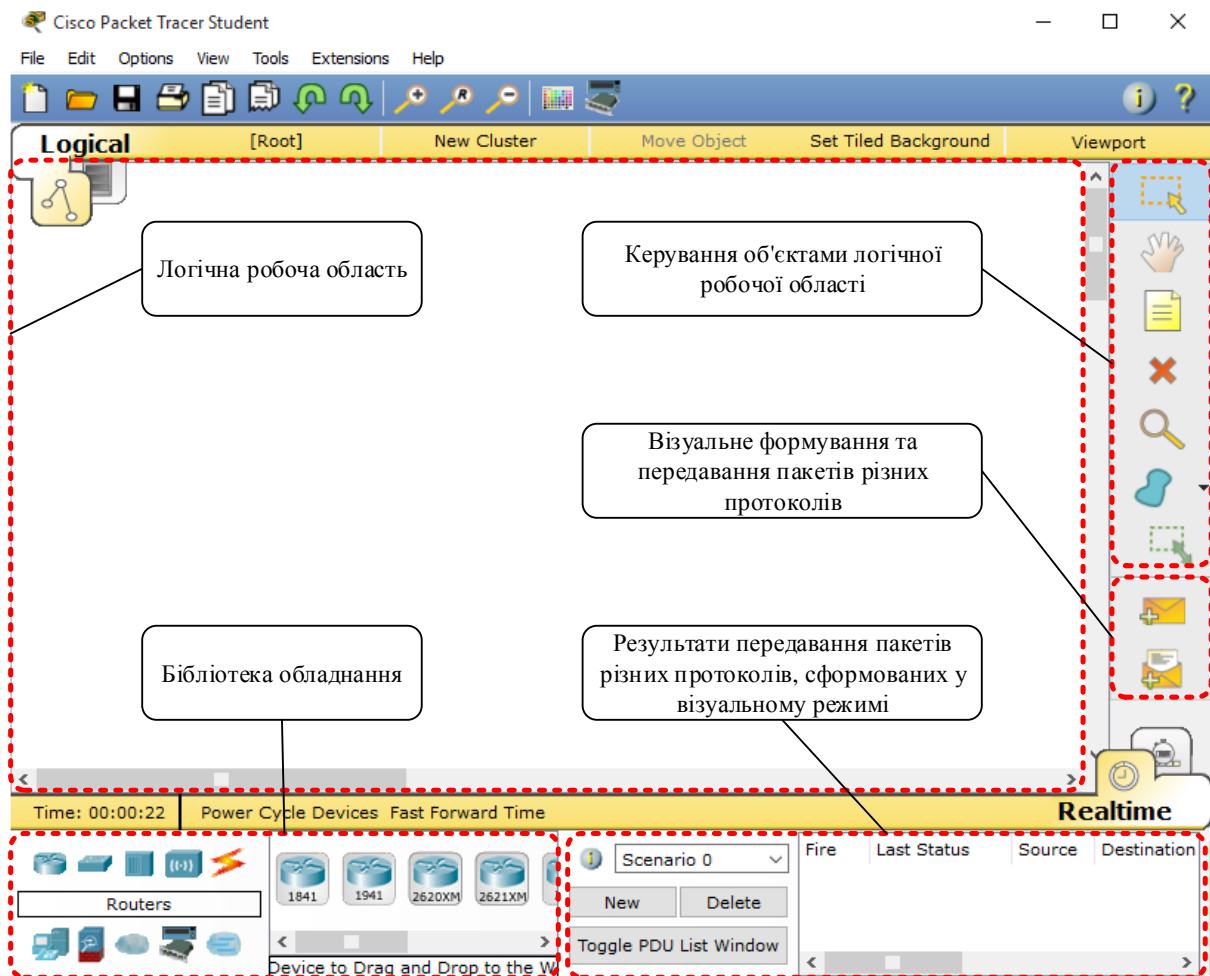 Cisco Packet Tracer Student
File Edit Options View Tools Extensions Help
Logical [Root] New Cluster Move Object Set Tiled Background Viewport
Логічна робоча область
Керування об'єктами логічної
робочої області
Візуальне формування та
передавання пакетів різних
протоколів
Бібліотека обладнання
Результати передавання пакетів
різних протоколів, сформованих у
візуальному режимі
Time: 00:00:22 Power Cycle Devices Fast Forward Time Realtime
Routers
1841 1941 2620XM 2621XM
Device to Drag and Drop to the W
Scenario 0
New Delete
Toggle PDU List Window
Fire Last Status Source Destination